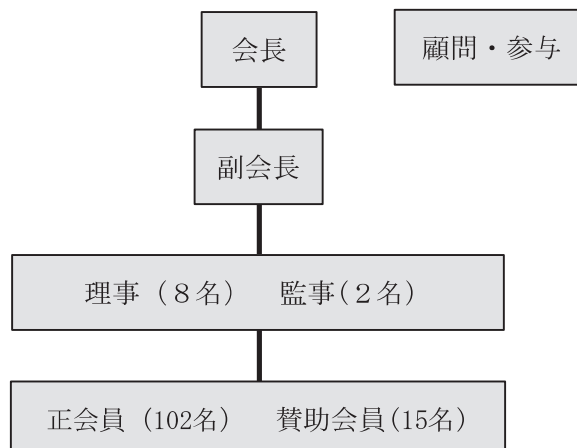 会長
顧問・参与
副会長
理事（８名）　監事(２名）
正会員（102名）　賛助会員(15名）